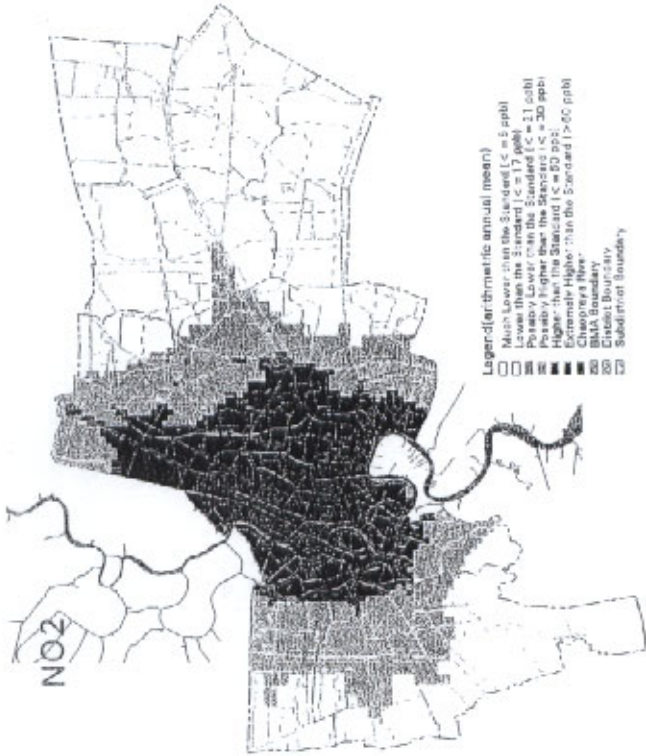 NO2
Legend(arithmetric annual mean)
Much Lower than the Standard (< = 5 ppb)
Lower than the Standard (< = 17 ppb)
Possibly Lower than the Standard (< = 21 ppb)
Possibly Higher than the Standard (< = 30 ppb)
Higher than the Standard (< = 50 ppb)
Extremely Higher than the Standard (> 60 ppb)
Chaopraya River
BMA Boundary
District Boundary
Subdistrict Boundary